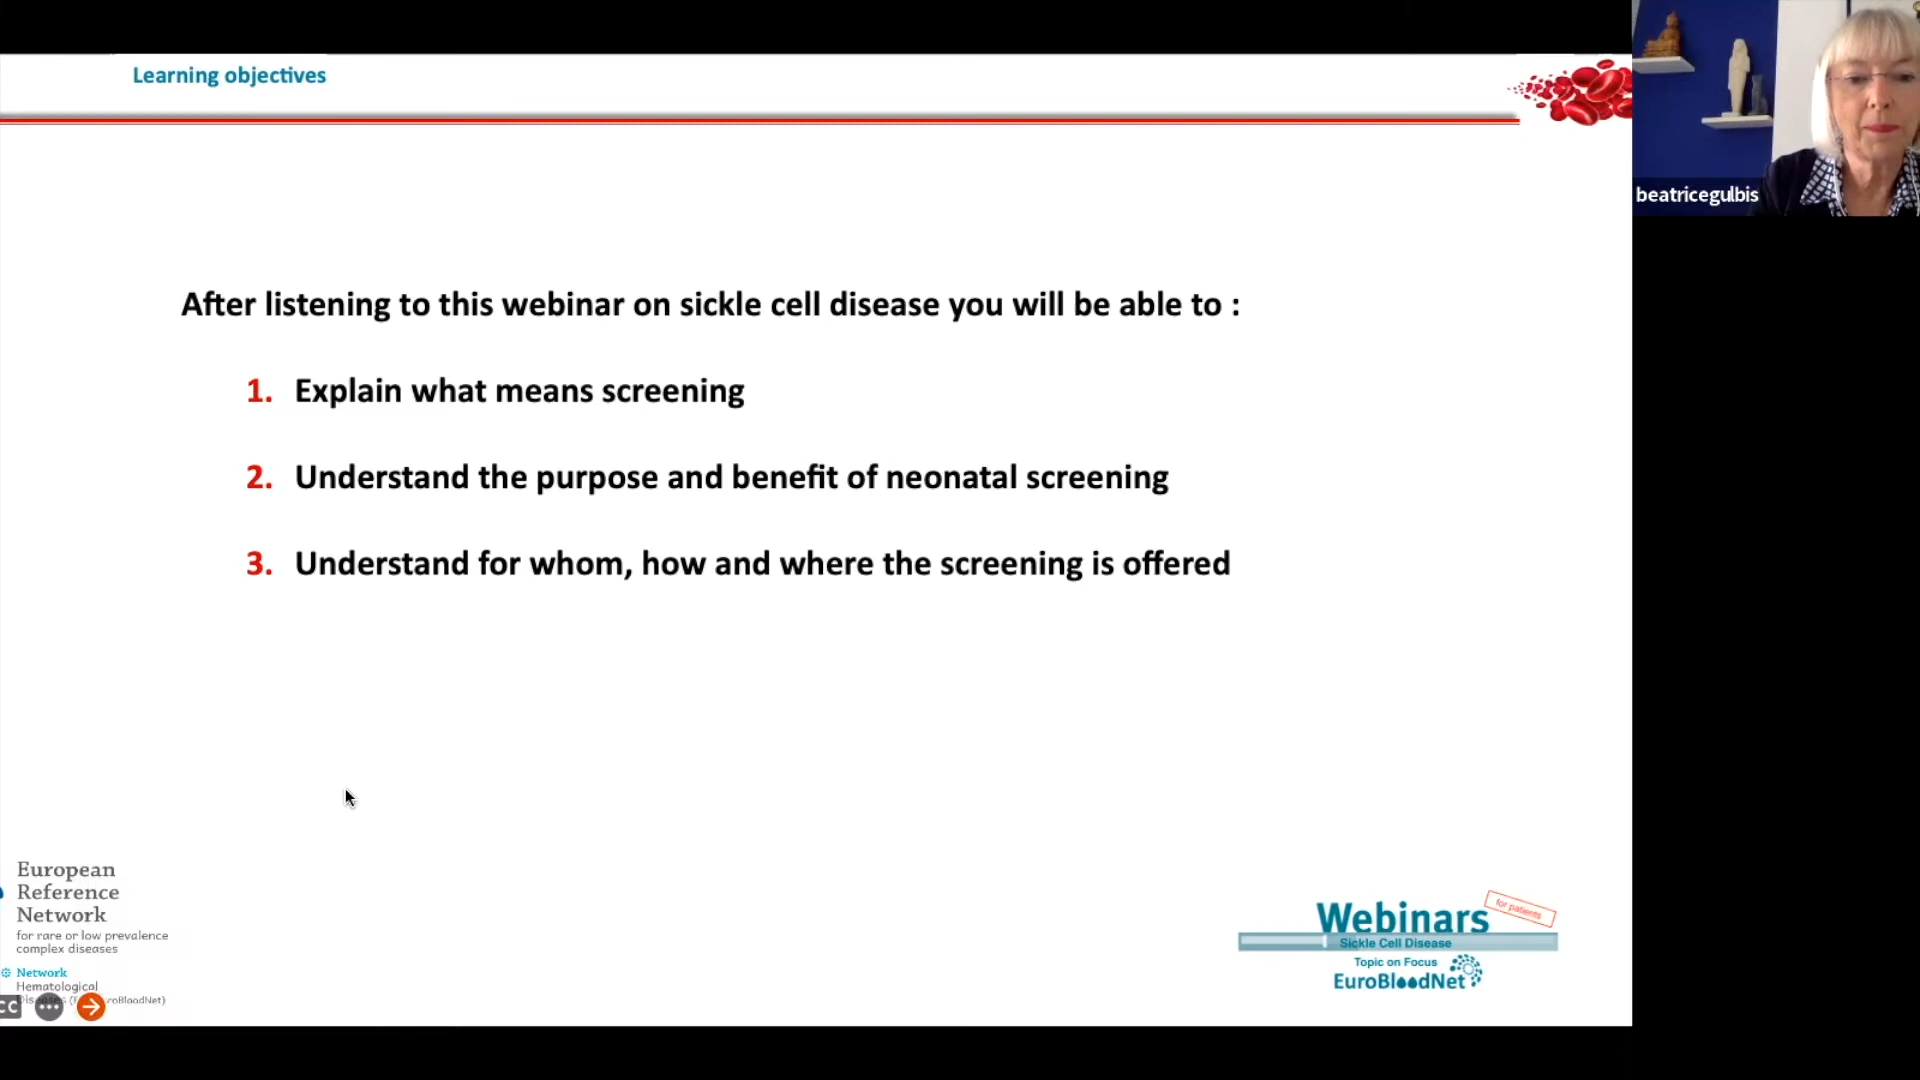 Learning objectives
beatricegulbis
After listening to this webinar on sickle cell disease you will be able to :
1. Explain what means screening
2. Understand the purpose and benefit of neonatal screening
3. Understand for whom, how and where the screening is offered
European
Reference
Network
for rare or low prevalence
complex diseases
Network
Hematological
roBloodNet)
CC
Webinars
for patients
Sickle Cell Disease
Topic on Focus
EuroBloodNet